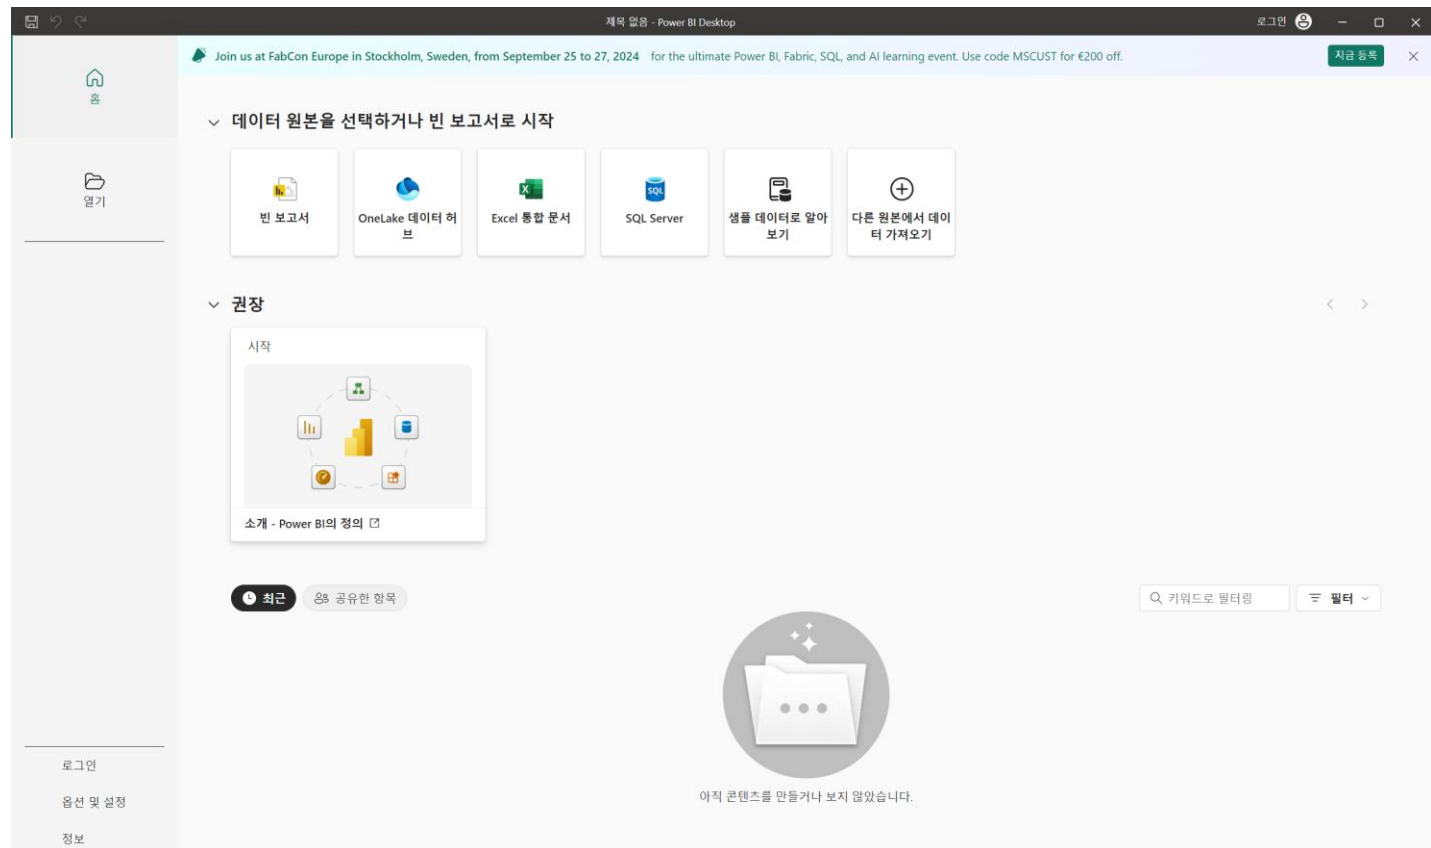 제목 없음 - Power BI Desktop
로그인
Join us at FabCon Europe in Stockholm, Sweden, from September 25 to 27, 2024 for the ultimate Power BI, Fabric, SQL, and AI learning event. Use code MSCUST for €200 off.
지금 등록
홈
열기
데이터 원본을 선택하거나 빈 보고서로 시작
빈 보고서
OneLake 데이터 허
브
Excel 통합 문서
SQL
SQL Server
샘플 데이터로 알아
보기
다른 원본에서 데이
터 가져오기
권장
시작
소개 - Power BI의 정의
최근
공유한 항목
키워드로 필터링
필터
아직 콘텐츠를 만들거나 보지 않았습니다.
로그인
옵션 및 설정
정보